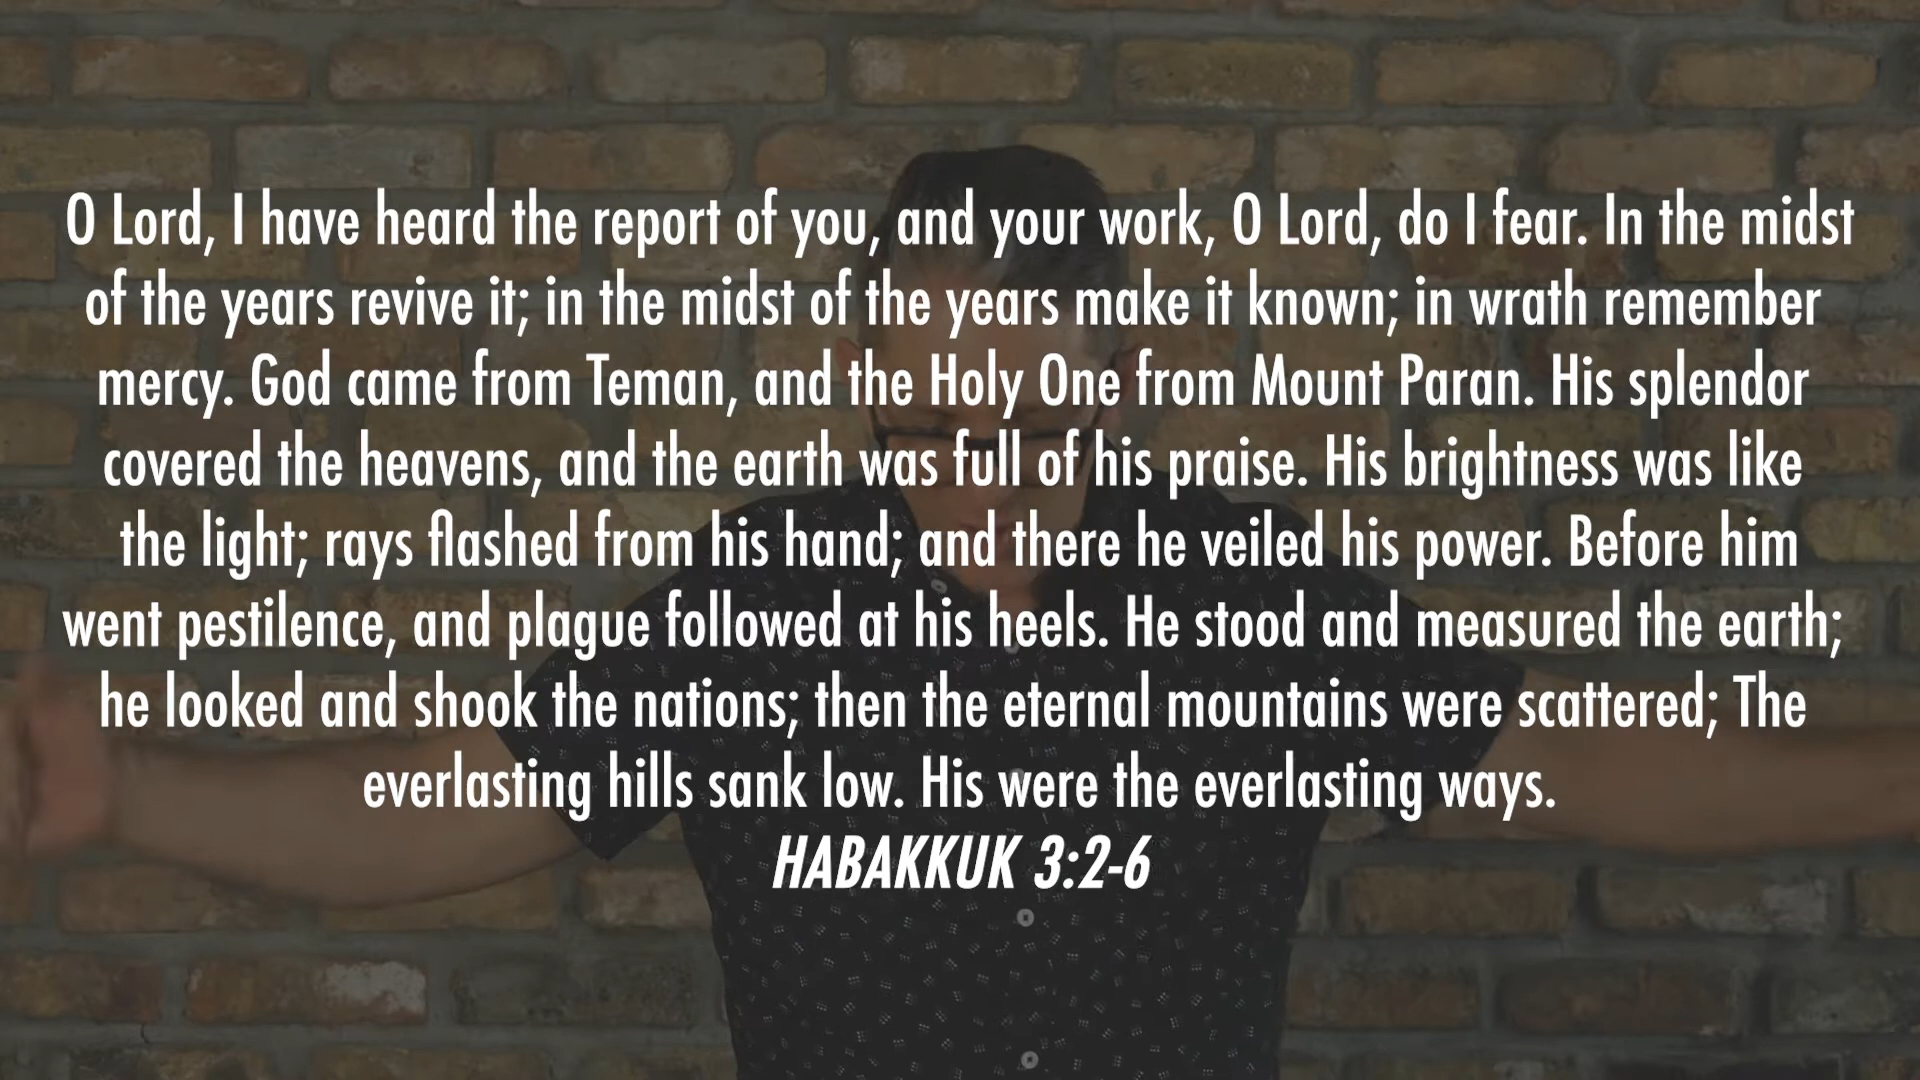 O Lord, I have heard the report of you, and your work, O Lord, do I fear. In the midst
of the years revive it; in the midst of the years make it known; in wrath remember
mercy. God came from Teman, and the Holy One from Mount Paran. His splendor
covered the heavens, and the earth was full of his praise. His brightness was like
the light; rays flashed from his hand; and there he veiled his power. Before him
went pestilence, and plague followed at his heels. He stood and measured the earth;
he looked and shook the nations; then the eternal mountains were scattered; The
everlasting hills sank low. His were the everlasting ways.
HABAKKUK 3:2-6